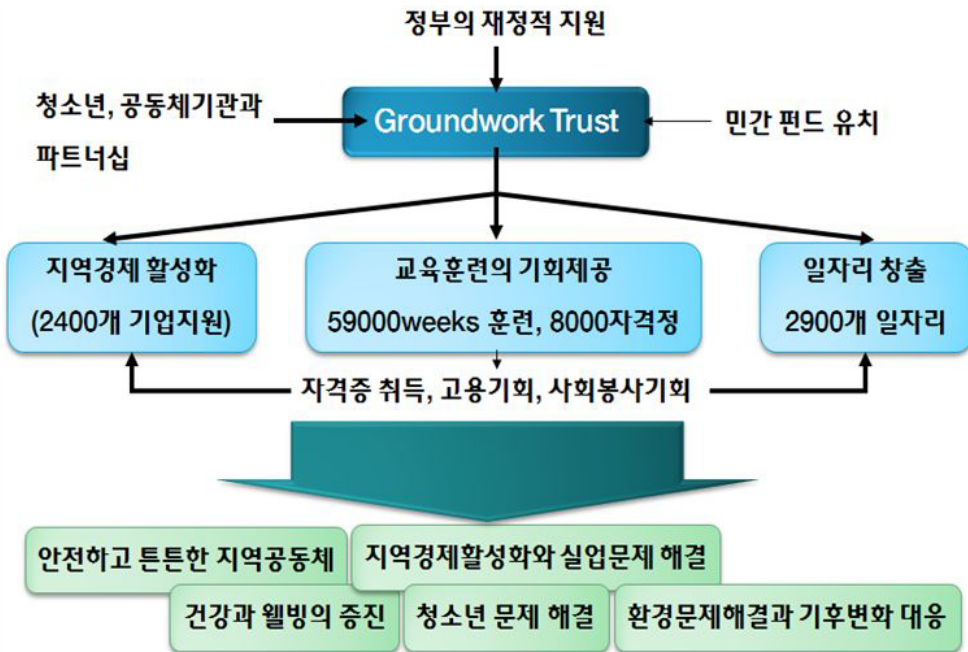 정부의 재정적 지원
청소년, 공동체기관과
파트너십
Groundwork Trust
민간 펀드 유치
지역경제 활성화
(2400개 기업지원)
교육훈련의 기회제공
59000weeks 훈련, 8000자격정
일자리 창출
2900개 일자리
자격증 취득, 고용기회, 사회봉사기회
안전하고 튼튼한 지역공동체
지역경제활성화와 실업문제 해결
건강과 웰빙의 증진
청소년 문제 해결
환경문제해결과 기후변화 대응